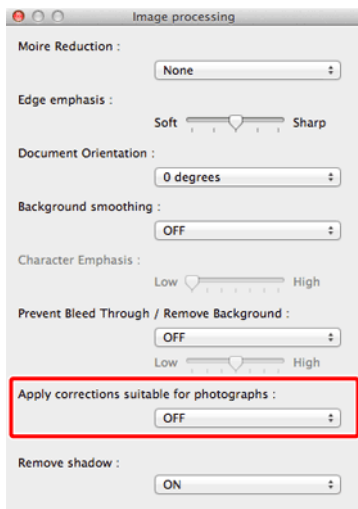 Image processing
Moire Reduction :
None
Edge emphasis :
Soft Sharp
Document Orientation :
0 degrees
Background smoothing :
OFF
Character Emphasis :
Low High
Prevent Bleed Through / Remove Background :
OFF
Low High
Apply corrections suitable for photographs :
OFF
Remove shadow :
ON